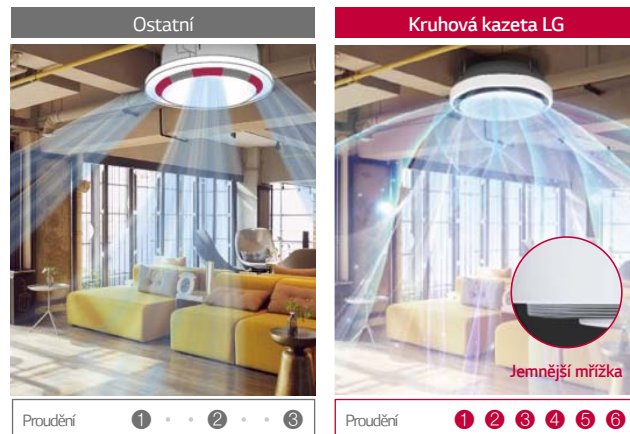 Ostatní
Kruhová kazeta LG
Jemnější mřížka
Proudění 1 2 3
Proudění 1 2 3 4 5 6